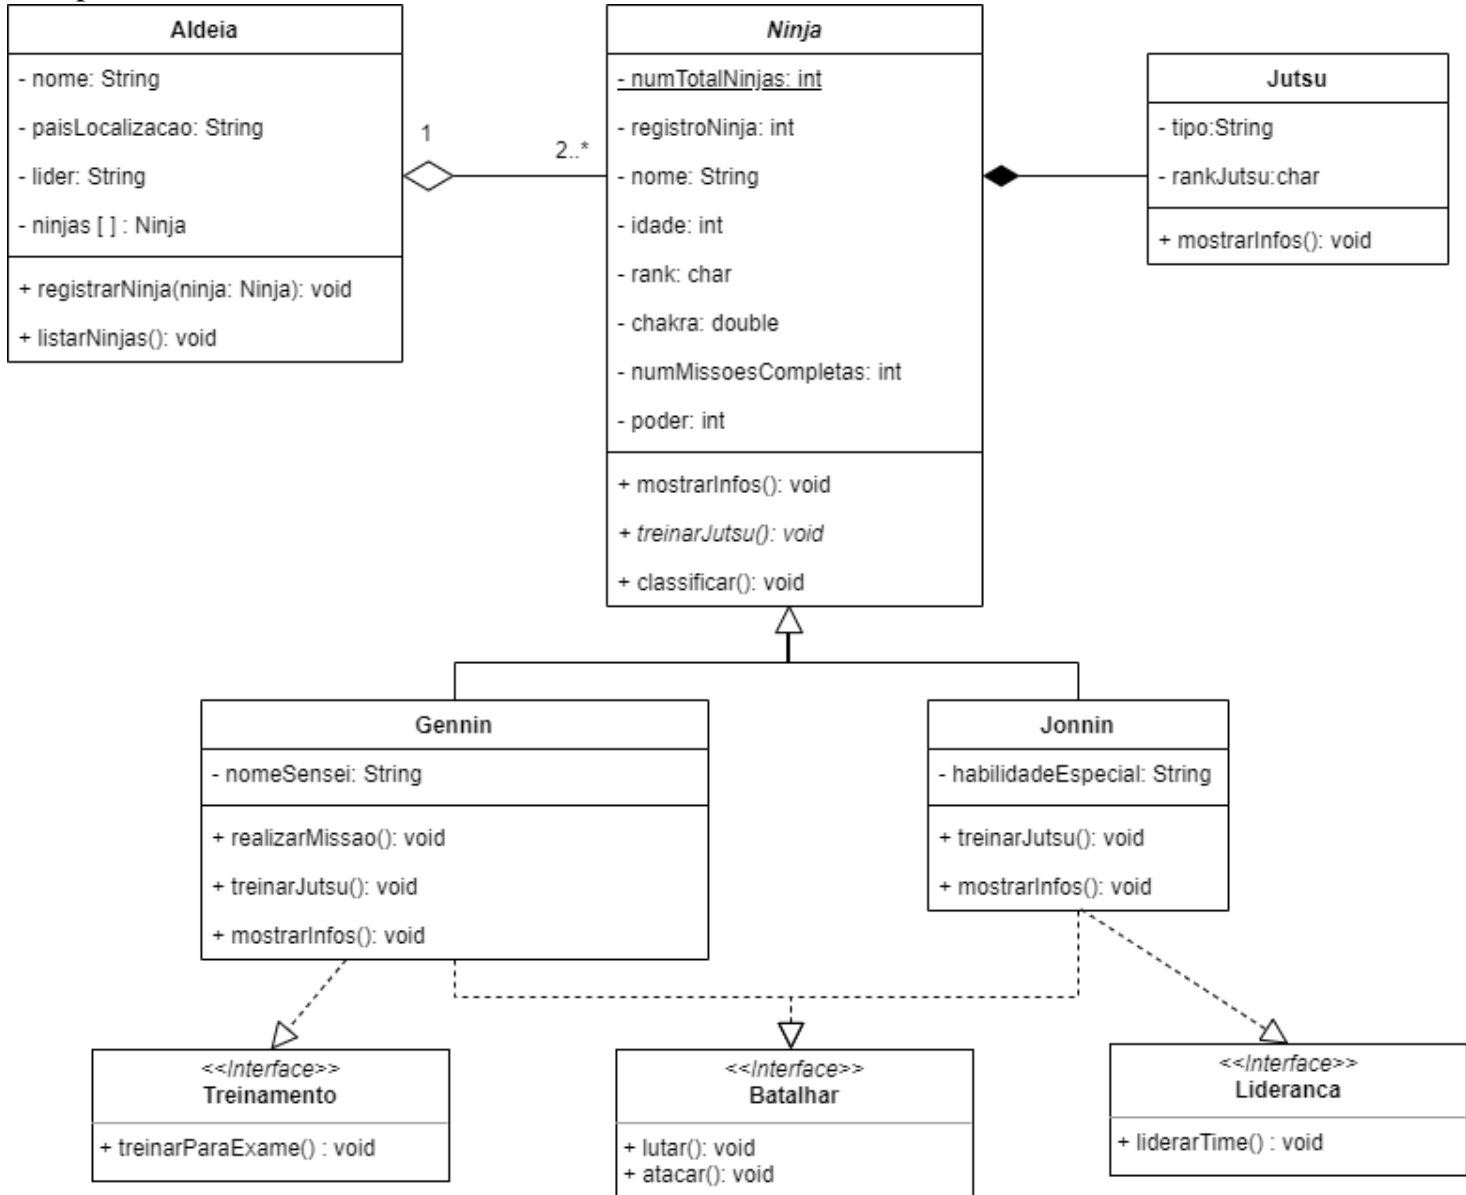 Aldeia
- nome: String
- paisLocalizacao: String
- lider: String
- ninjas [ ] : Ninja
+ registrarNinja(ninja: Ninja): void
+ listarNinjas(): void
1
2..*
Ninja
- numTotalNinjas: int
- registroNinja: int
- nome: String
- idade: int
- rank: char
- chakra: double
- numMissoesCompletas: int
- poder: int
+ mostrarInfos(): void
+ treinarJutsu(): void
+ classificar(): void
Jutsu
- tipo:String
- rankJutsu:char
+ mostrarInfos(): void
Gennin
- nomeSensei: String
+ realizarMissao(): void
+ treinarJutsu(): void
+ mostrarInfos(): void
Jonnin
- habilidadeEspecial: String
+ treinarJutsu(): void
+ mostrarInfos(): void
<<Interface>>
Treinamento
+ treinarParaExame() : void
<<Interface>>
Batalhar
+ lutar(): void
+ atacar(): void
<<Interface>>
Lideranca
+ liderarTime() : void